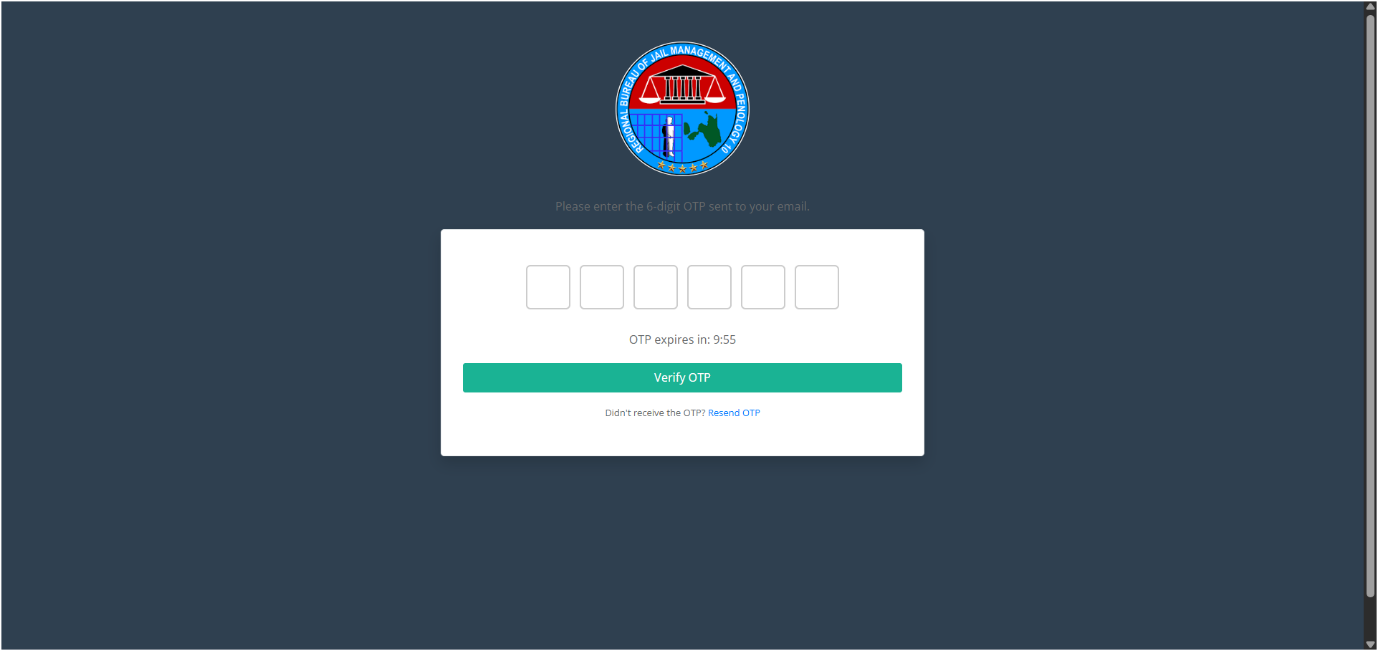 REGIONAL BUREAU OF JAIL MANAGEMENT AND PENOLOGY 10
Please enter the 6-digit OTP sent to your email.
OTP expires in: 9:55
Verify OTP
Didn't receive the OTP? Resend OTP